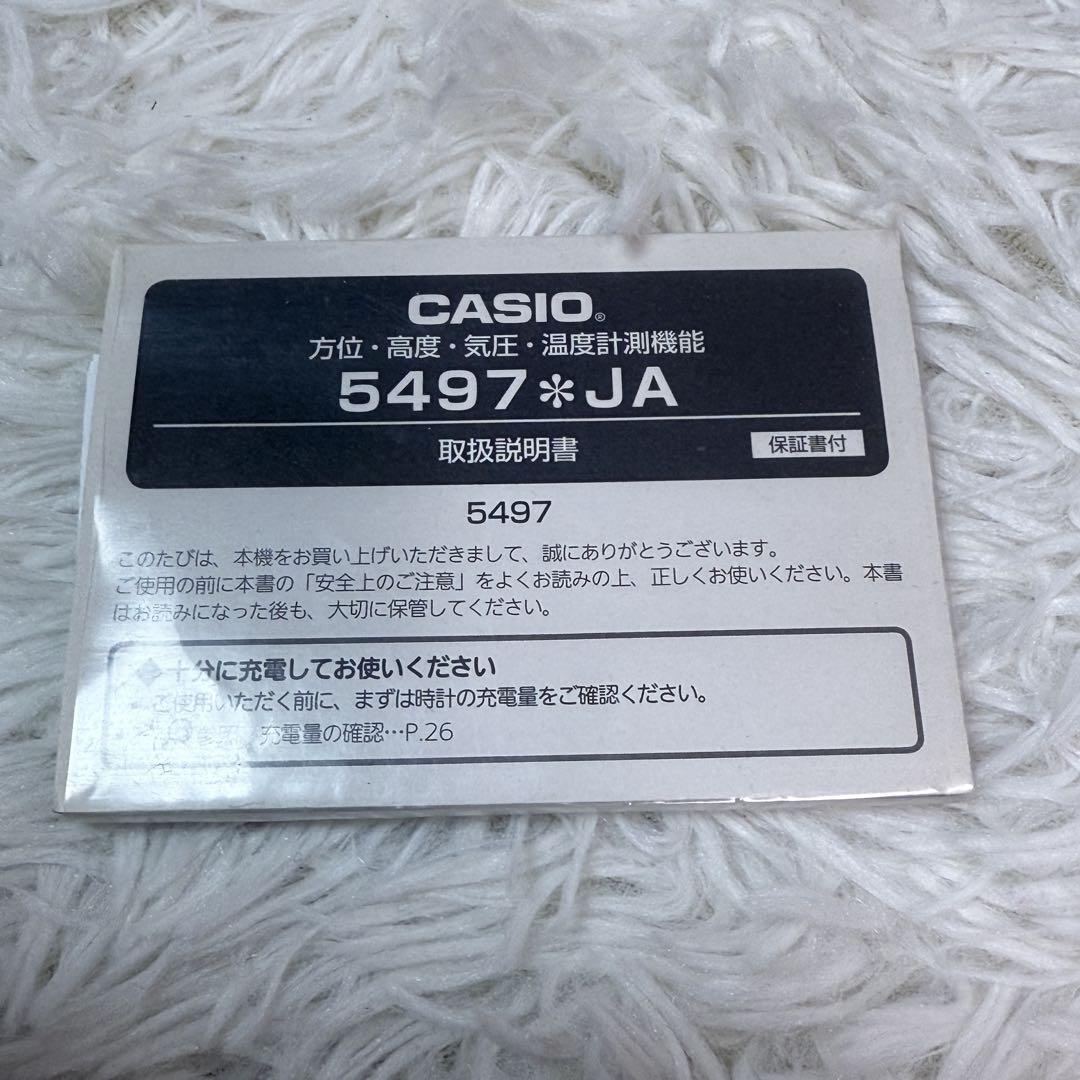 CASIO®
方位・高度・気圧・温度計測機能
5497＊JA
取扱説明書
保証書付
5497
このたびは、本機をお買い上げいただきまして、誠にありがとうございます。
ご使用の前に本書の「安全上のご注意」をよくお読みの上、正しくお使いください。本書
はお読みになった後も、大切に保管してください。
◆ 十分に充電してお使いください
ご使用いただく前に、まずは時計の充電量をご確認ください。
参照 充電量の確認…P.26